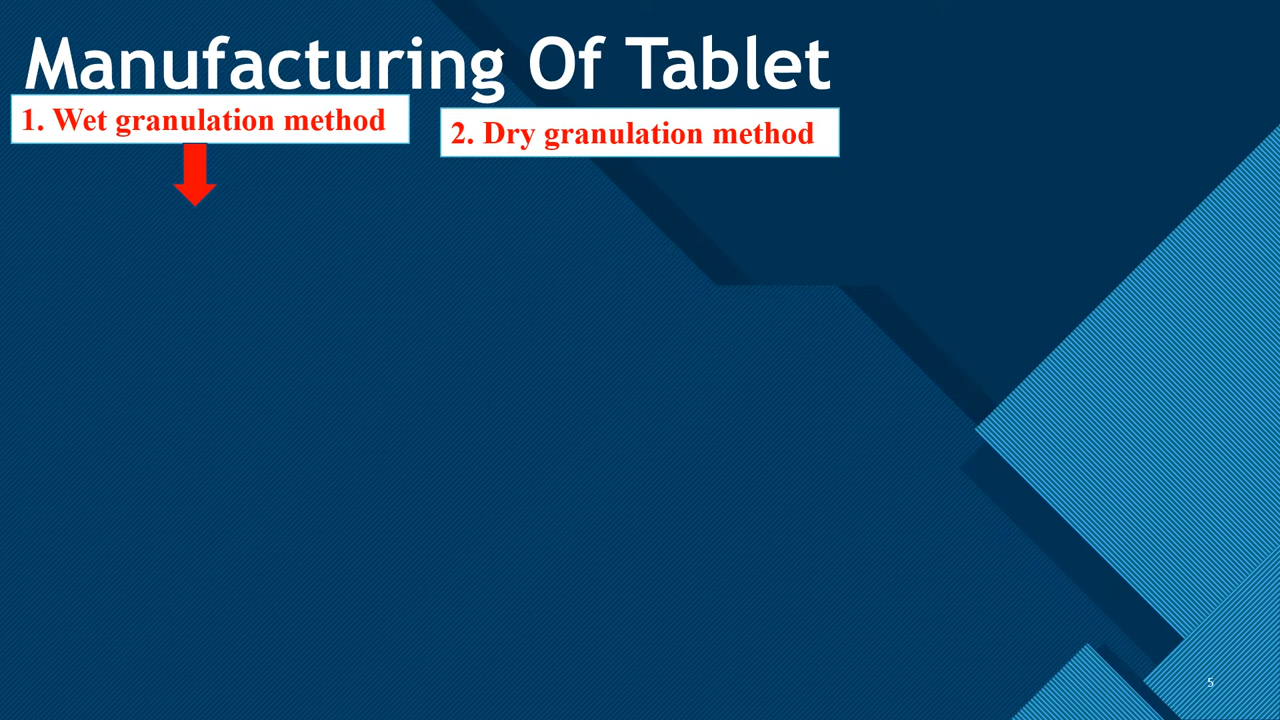 Manufacturing Of Tablet
1. Wet granulation method
2. Dry granulation method
5